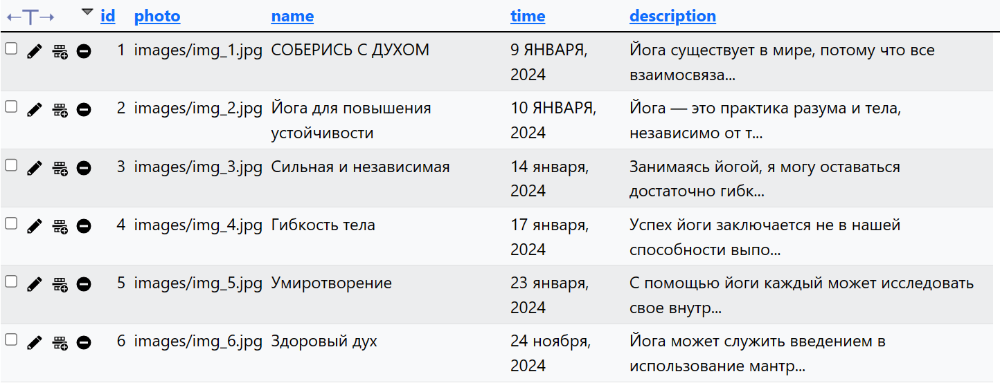 ←T→ id photo name time description
1 images/img_1.jpg СОБЕРИСЬ С ДУХОМ 9 ЯНВАРЯ, Йога существует в мире, потому что все
2024 взаимосвяза...
2 images/img_2.jpg Йога для повышения 10 ЯНВАРЯ, Йога — это практика разума и тела,
устойчивости 2024 независимо от т...
3 images/img_3.jpg Сильная и независимая 14 января, Занимаясь йогой, я могу оставаться
2024 достаточно гибк...
4 images/img_4.jpg Гибкость тела 17 января, Успех йоги заключается не в нашей
2024 способности выпо...
5 images/img_5.jpg Умиротворение 23 января, С помощью йоги каждый может исследовать
2024 свое внутр...
6 images/img_6.jpg Здоровый дух 24 ноября, Йога может служить введением в
2024 использование мантр...